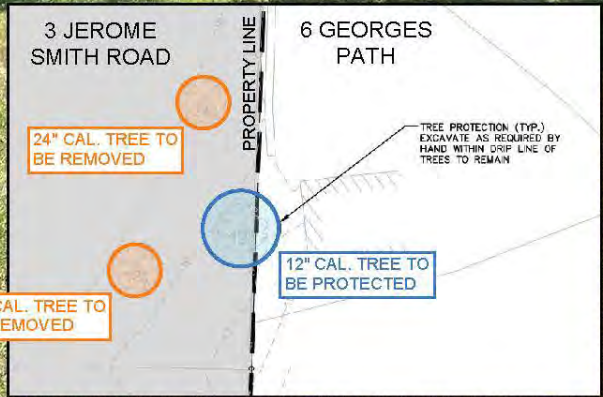 3 JEROME
SMITH ROAD
PROPERTY LINE
6 GEORGES
PATH
24" CAL. TREE TO
BE REMOVED
TREE PROTECTION (TYP.)
EXCAVATE AS REQUIRED BY
HAND WITHIN DRIP LINE OF
TREES TO REMAIN
12" CAL. TREE TO
BE PROTECTED
CAL. TREE TO
EMOVED